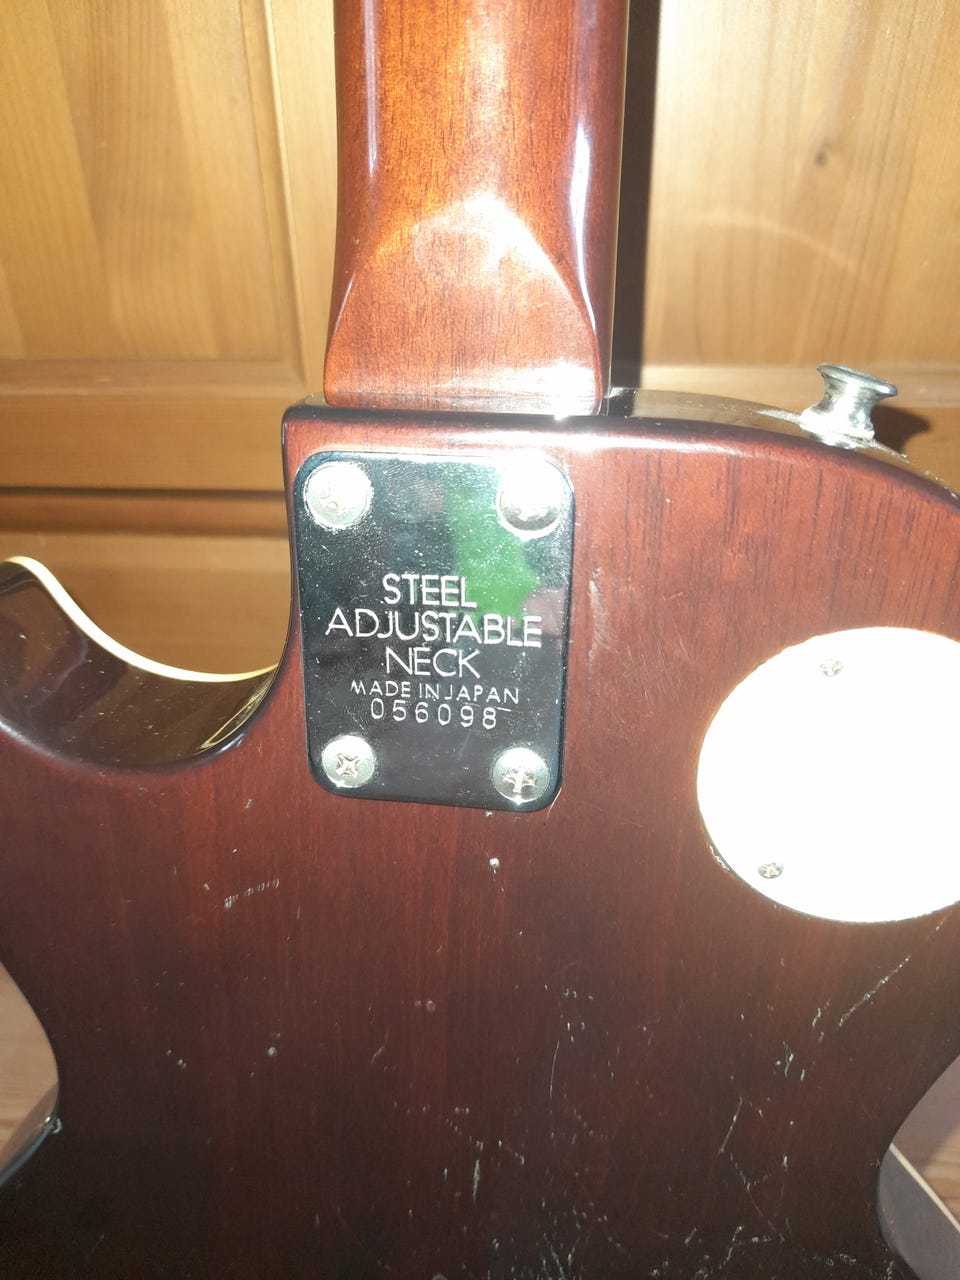 STEEL
ADJUSTABLE
NECK
MADE IN JAPAN
056098